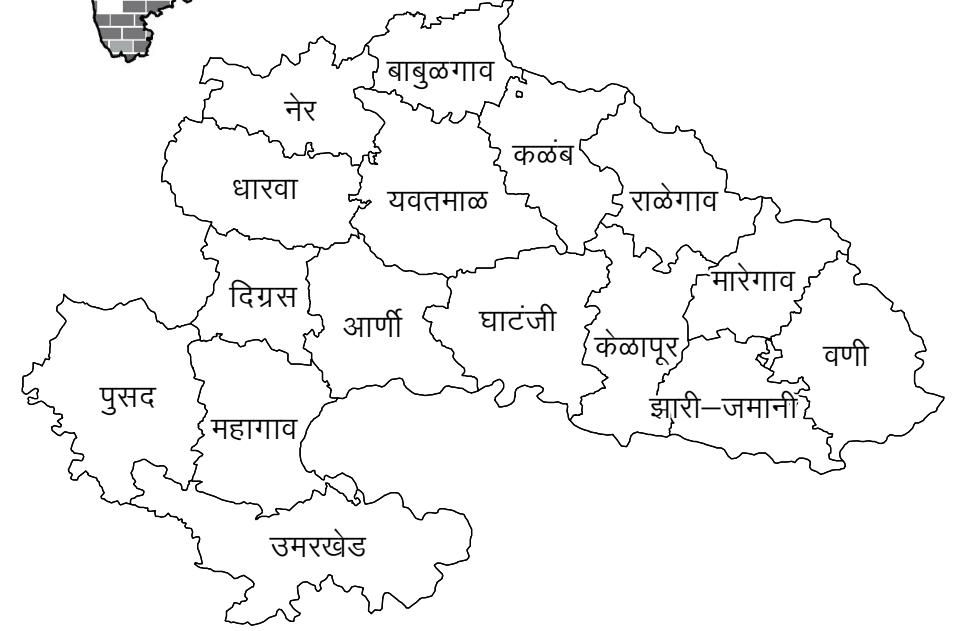 बाबुळगाव
नेर
कळंब
धारवा
यवतमाळ
राळेगाव
मारेगाव
दिग्रस
आर्णी
घाटंजी
केळापूर
वणी
पुसद
झारी–जमानी
महागाव
उमरखेड